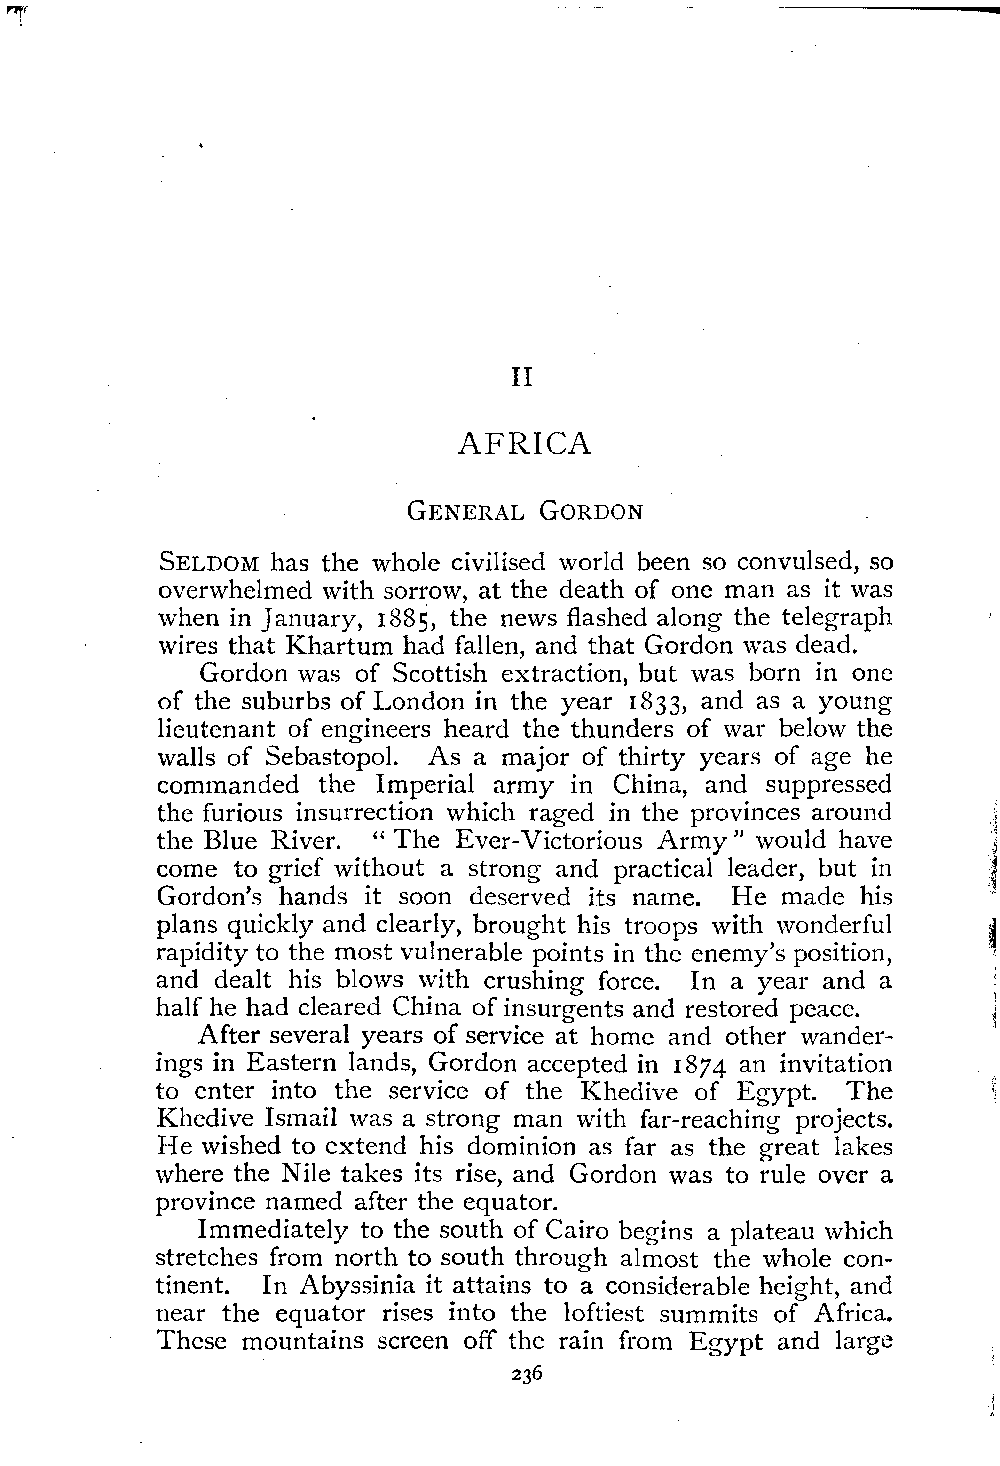 II
AFRICA
GENERAL GORDON
SELDOM has the whole civilised world been so convulsed, so
overwhelmed with sorrow, at the death of one man as it was
when in January, 1885, the news flashed along the telegraph
wires that Khartum had fallen, and that Gordon was dead.
Gordon was of Scottish extraction, but was born in one
of the suburbs of London in the year 1833, and as a young
lieutenant of engineers heard the thunders of war below the
walls of Sebastopol. As a major of thirty years of age he
commanded the Imperial army in China, and suppressed
the furious insurrection which raged in the provinces around
the Blue River. “The Ever-Victorious Army” would have
come to grief without a strong and practical leader, but in
Gordon's hands it soon deserved its name. He made his
plans quickly and clearly, brought his troops with wonderful
rapidity to the most vulnerable points in the enemy's position,
and dealt his blows with crushing force. In a year and a
half he had cleared China of insurgents and restored peace.
After several years of service at home and other wander-
ings in Eastern lands, Gordon accepted in 1874 an invitation
to enter into the service of the Khedive of Egypt. The
Khedive Ismail was a strong man with far-reaching projects.
He wished to extend his dominion as far as the great lakes
where the Nile takes its rise, and Gordon was to rule over a
province named after the equator.
Immediately to the south of Cairo begins a plateau which
stretches from north to south through almost the whole con-
tinent. In Abyssinia it attains to a considerable height, and
near the equator rises into the loftiest summits of Africa.
These mountains screen off the rain from Egypt and large
236